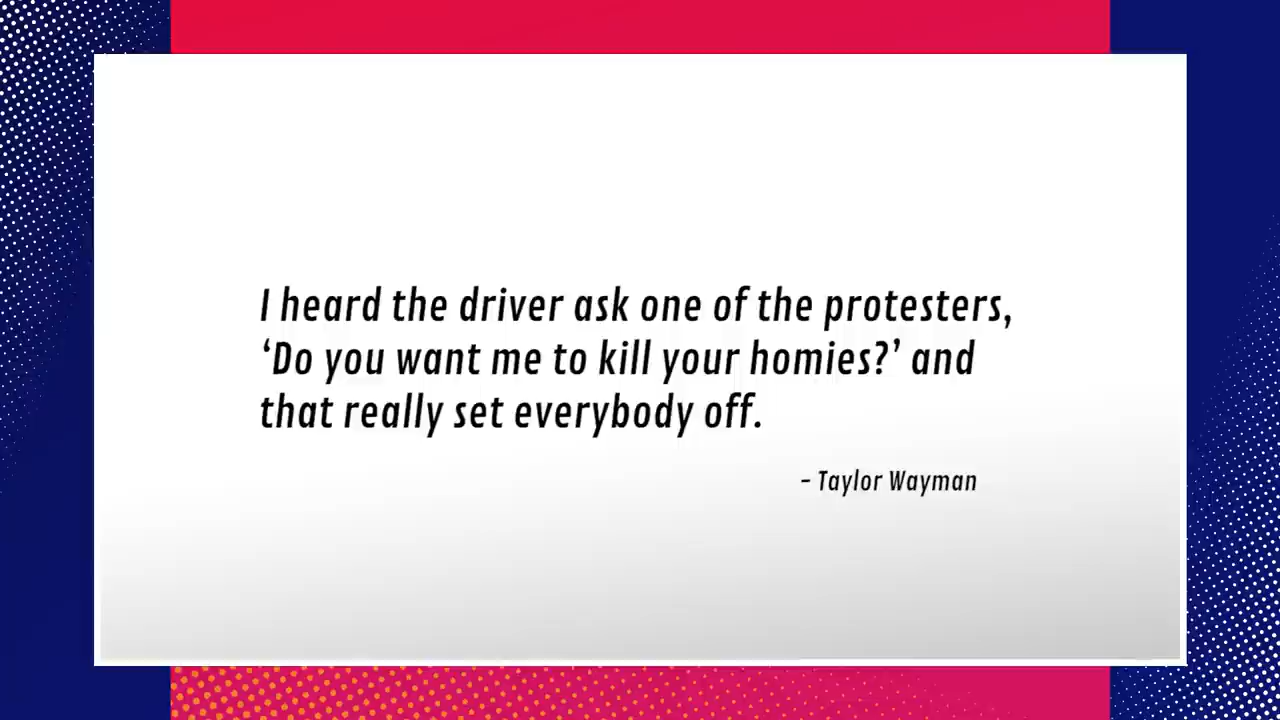 I heard the driver ask one of the protesters,
‘Do you want me to kill your homies?’ and
that really set everybody off.
– Taylor Wayman